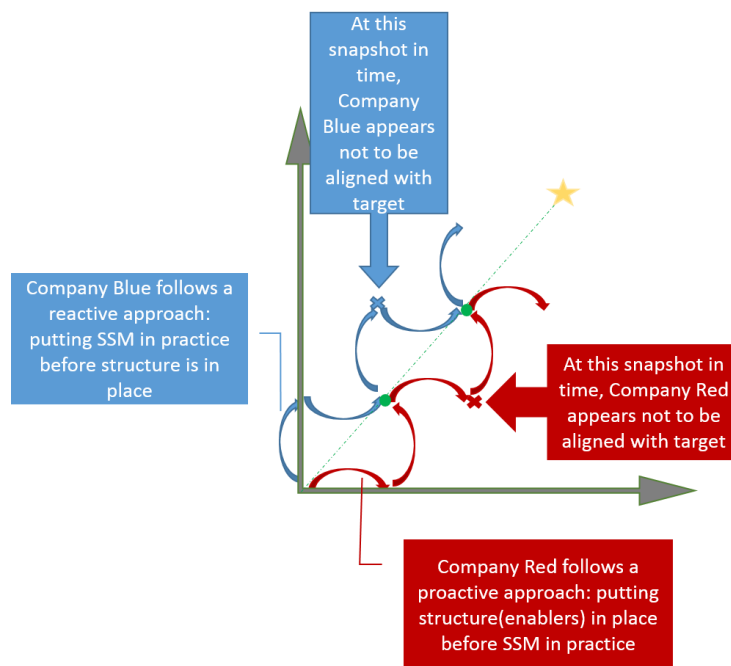 At this
snapshot in
time,
Company
Blue appears
not to be
aligned with
target
Company Blue follows a
reactive approach:
putting SSM in practice
before structure is in
place
At this snapshot in
time, Company Red
appears not to be
aligned with target
Company Red follows a
proactive approach: putting
structure(enablers) in place
before SSM in practice